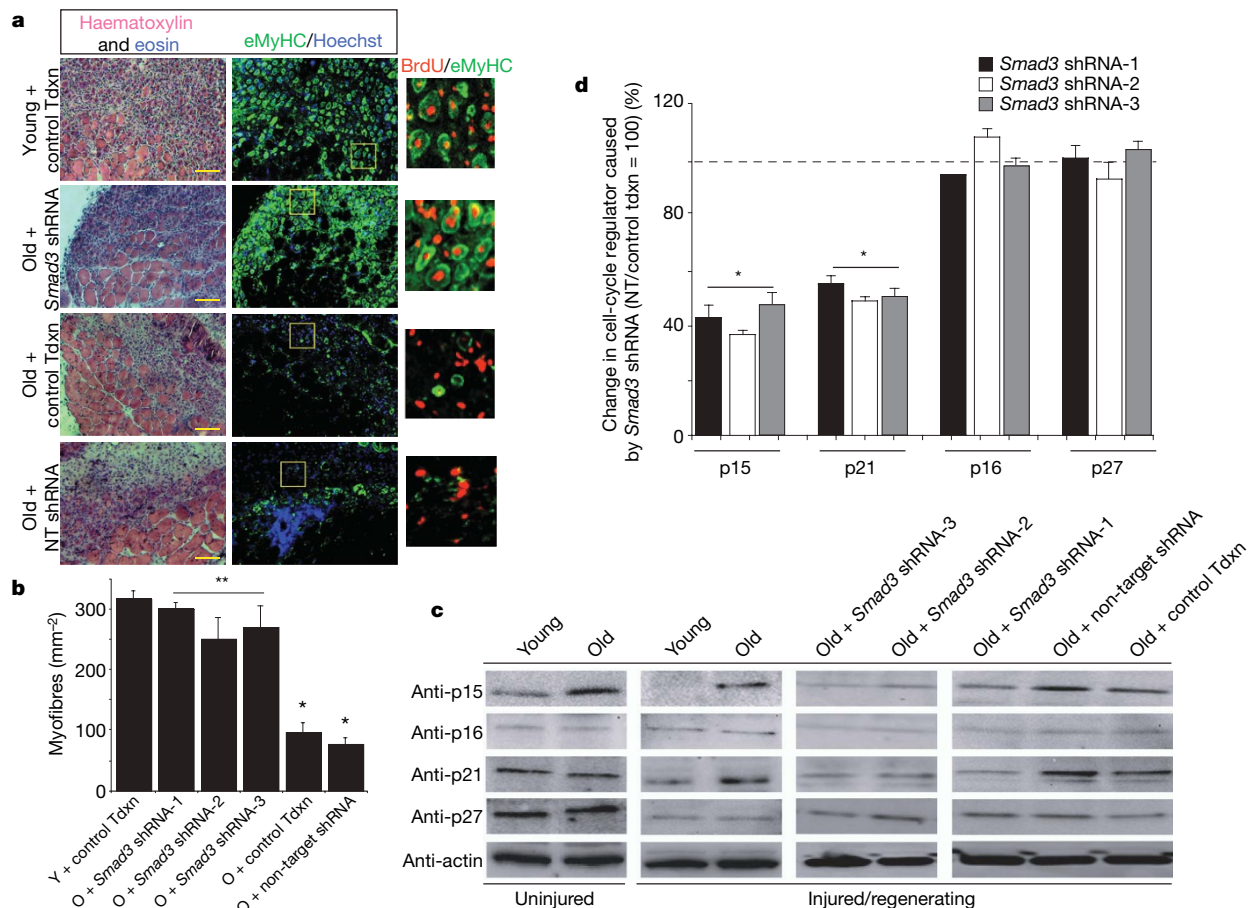 a
Haematoxylin
and eosin
eMyHC/Hoechst
BrdU/eMyHC
Young +
control Tdxn
Old +
Smad3 shRNA
Old +
control Tdxn
Old +
NT shRNA
b
Myofibres (mm–2)
300
200
100
0
**
*
*
Y + control Tdxn
O + Smad3 shRNA-1
O + Smad3 shRNA-2
O + Smad3 shRNA-3
O + control Tdxn
O + non-target shRNA
d
Smad3 shRNA-1
Smad3 shRNA-2
Smad3 shRNA-3
Change in cell-cycle regulator caused
by Smad3 shRNA (NT/control tdxn = 100) (%)
120
80
40
0
*
*
p15
p21
p16
p27
c
Young
Old
Young
Old
Old + Smad3 shRNA-3
Old + Smad3 shRNA-2
Old + Smad3 shRNA-1
Old + non-target shRNA
Old + control Tdxn
Anti-p15
Anti-p16
Anti-p21
Anti-p27
Anti-actin
Uninjured
Injured/regenerating